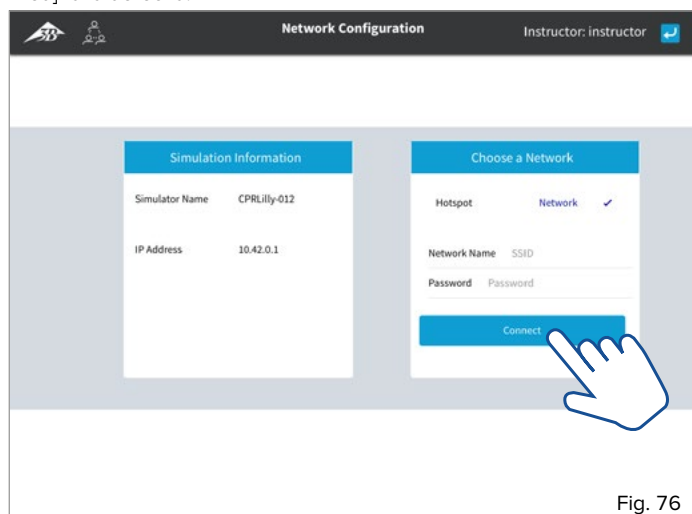 Network Configuration
Instructor: instructor
Simulation Information
Simulator Name CPRLilly-012
IP Address 10.42.0.1
Choose a Network
Hotspot Network ✓
Network Name SSID
Password Password
Connect
Fig. 76